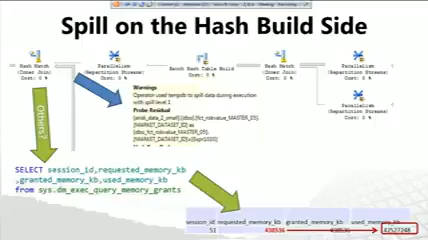 Spill on the Hash Build Side
Hash Match
(Inner Join)
Cost: 0 %
Parallelism
(Repartition Streams)
Cost: 0 %
Batch Hash Table Build
Cost: 0 %
Hash Match
(Inner Join)
Cost: 0 %
Parallelism
(Repartition Streams)
Cost: 0 %
Parallelism
(Repartition Streams)
Cost: 0 %
Warnings
Operator used tempdb to spill data during execution
with spill level 1
Probe Residual
Others?
SELECT session_id,requested_memory_kb
,granted_memory_kb,used_memory_kb
from sys.dm_exec_query_memory_grants
session_id requested_memory_kb granted_memory_kb used_memory_kb
51 438536 438536